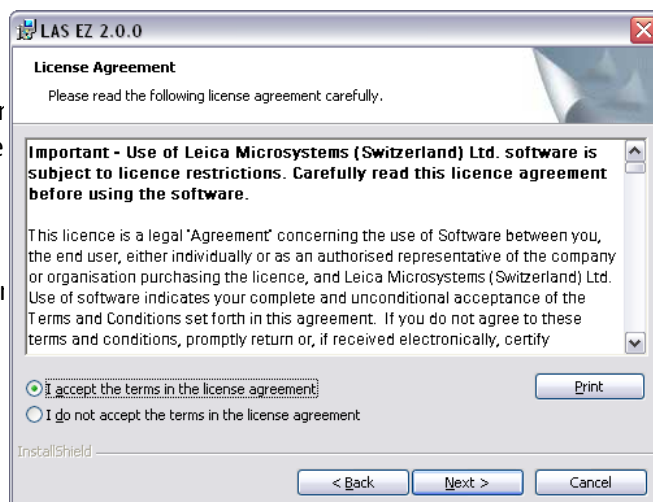 LAS EZ 2.0.0
License Agreement
Please read the following license agreement carefully.
Important - Use of Leica Microsystems (Switzerland) Ltd. software is
subject to licence restrictions. Carefully read this licence agreement
before using the software.
This licence is a legal "Agreement" concerning the use of Software between you,
the end user, either individually or as an authorised representative of the company
or organisation purchasing the licence, and Leica Microsystems (Switzerland) Ltd.
Use of software indicates your complete and unconditional acceptance of the
Terms and Conditions set forth in this agreement. If you do not agree to these
terms and conditions, promptly return or, if received electronically, certify
I accept the terms in the license agreement
Print
I do not accept the terms in the license agreement
InstallShield
< Back
Next >
Cancel